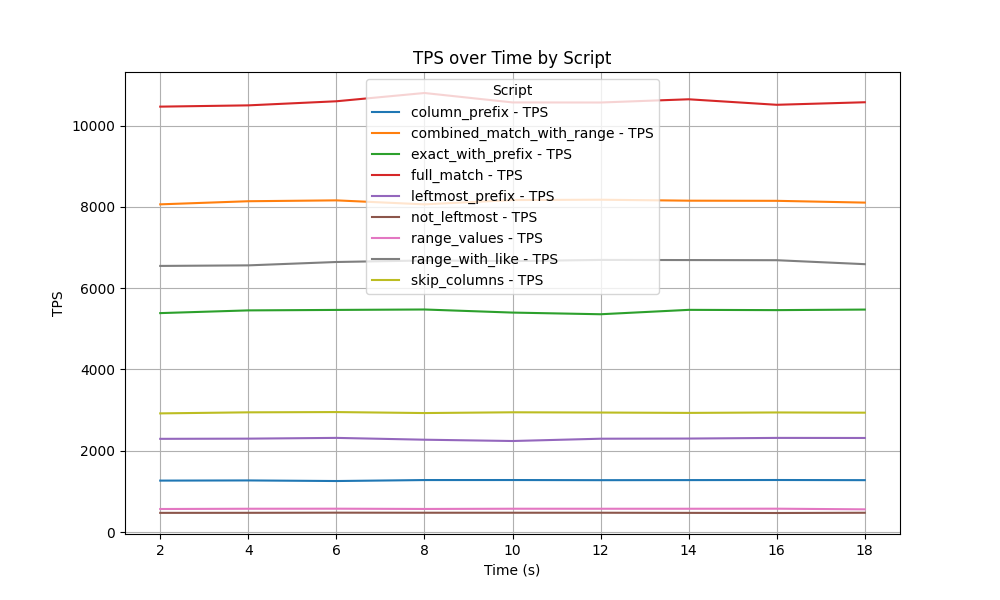 TPS over Time by Script
Script
column_prefix - TPS
combined_match_with_range - TPS
exact_with_prefix - TPS
full_match - TPS
leftmost_prefix - TPS
not_leftmost - TPS
range_values - TPS
range_with_like - TPS
skip_columns - TPS
TPS
10000
8000
6000
4000
2000
0
2 4 6 8 10 12 14 16 18
Time (s)